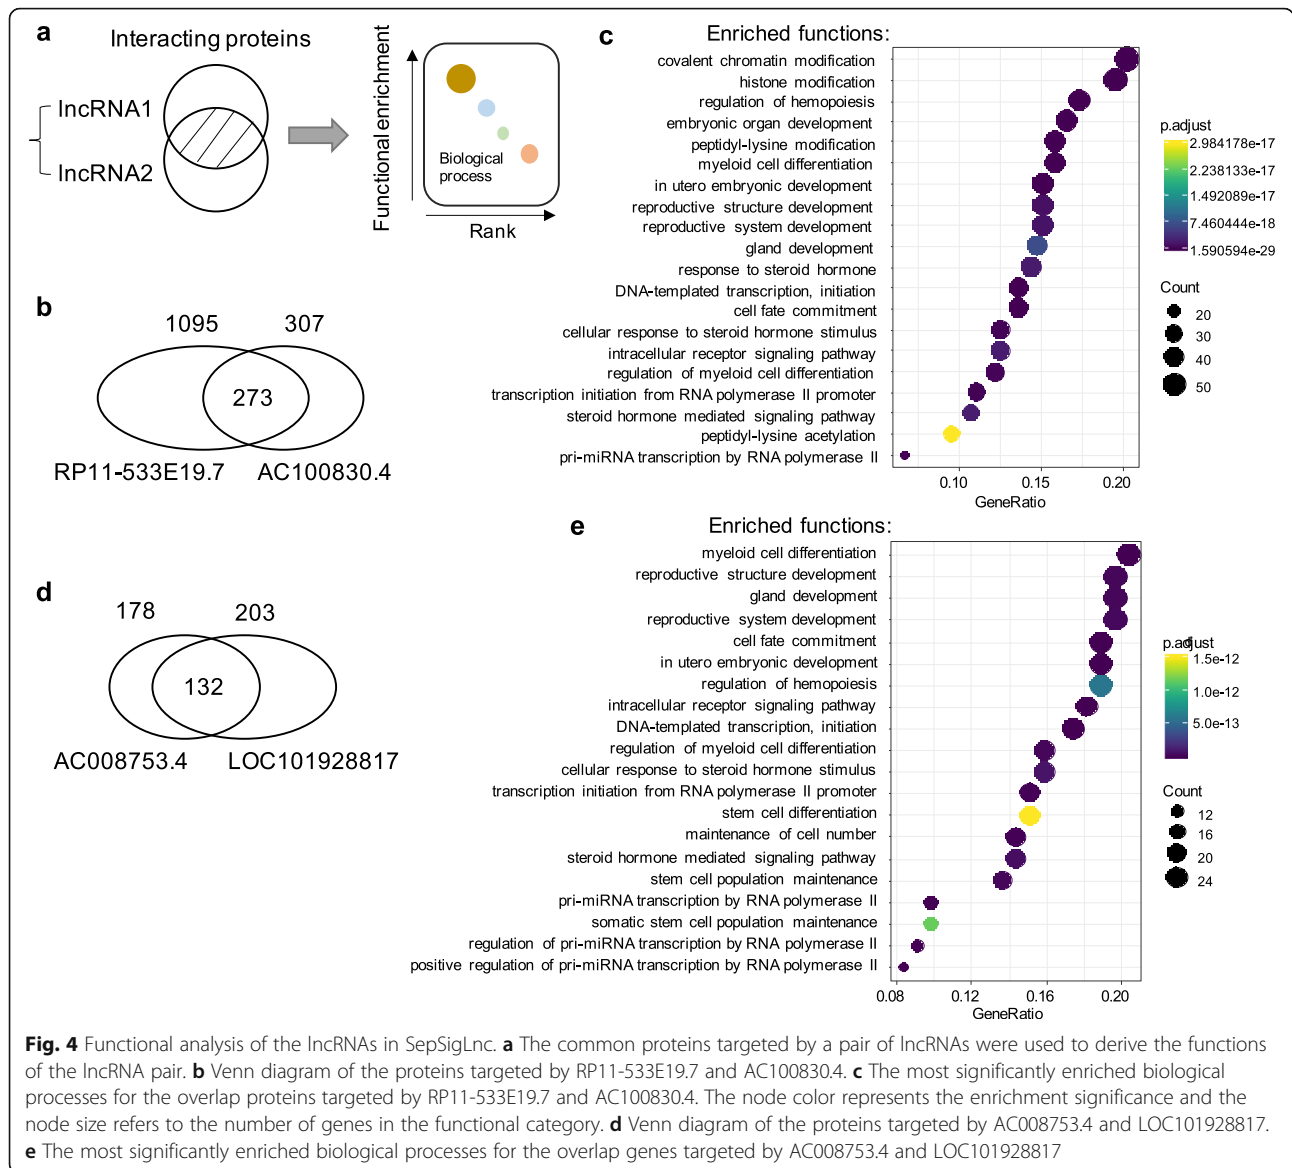 a
Interacting proteins
lncRNA1
lncRNA2
Functional enrichment
Biological
process
Rank
b
1095
307
273
RP11-533E19.7
AC100830.4
c
Enriched functions:
covalent chromatin modification
histone modification
regulation of hemopoiesis
embryonic organ development
peptidyl-lysine modification
myeloid cell differentiation
in utero embryonic development
reproductive structure development
reproductive system development
gland development
response to steroid hormone
DNA-templated transcription, initiation
cell fate commitment
cellular response to steroid hormone stimulus
intracellular receptor signaling pathway
regulation of myeloid cell differentiation
transcription initiation from RNA polymerase II promoter
steroid hormone mediated signaling pathway
peptidyl-lysine acetylation
pri-miRNA transcription by RNA polymerase II
0.10 0.15 0.20
GeneRatio
p.adjust
2.984178e-17
2.238133e-17
1.492089e-17
7.460444e-18
1.590594e-29
Count
20
30
40
50
d
178
203
132
AC008753.4
LOC101928817
e
Enriched functions:
myeloid cell differentiation
reproductive structure development
gland development
reproductive system development
cell fate commitment
in utero embryonic development
regulation of hemopoiesis
intracellular receptor signaling pathway
DNA-templated transcription, initiation
regulation of myeloid cell differentiation
cellular response to steroid hormone stimulus
transcription initiation from RNA polymerase II promoter
stem cell differentiation
maintenance of cell number
steroid hormone mediated signaling pathway
stem cell population maintenance
pri-miRNA transcription by RNA polymerase II
somatic stem cell population maintenance
regulation of pri-miRNA transcription by RNA polymerase II
positive regulation of pri-miRNA transcription by RNA polymerase II
0.08 0.12 0.16 0.20
GeneRatio
p.adjust
1.5e-12
1.0e-12
5.0e-13
Count
12
16
20
24
Fig. 4 Functional analysis of the lncRNAs in SepSigLnc. a The common proteins targeted by a pair of lncRNAs were used to derive the functions
of the lncRNA pair. b Venn diagram of the proteins targeted by RP11-533E19.7 and AC100830.4. c The most significantly enriched biological
processes for the overlap proteins targeted by RP11-533E19.7 and AC100830.4. The node color represents the enrichment significance and the
node size refers to the number of genes in the functional category. d Venn diagram of the proteins targeted by AC008753.4 and LOC101928817.
e The most significantly enriched biological processes for the overlap genes targeted by AC008753.4 and LOC101928817